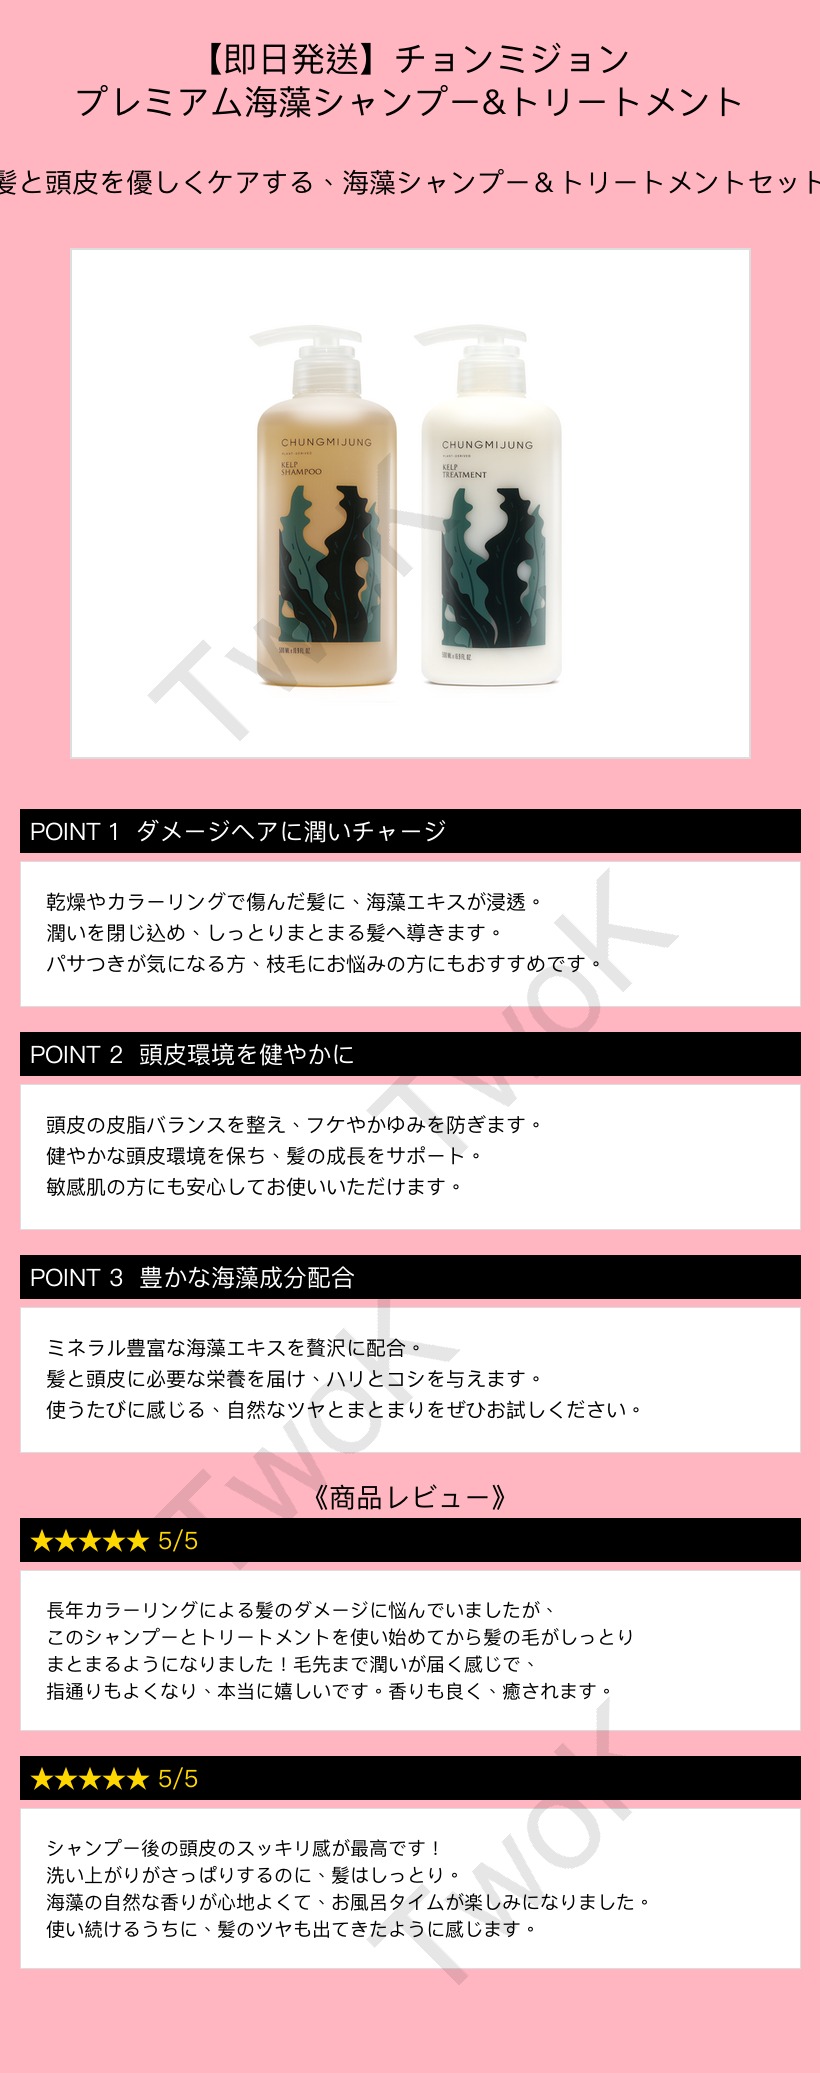 【即日発送】チョンミジョン
プレミアム海藻シャンプー&トリートメント
髪と頭皮を優しくケアする、海藻シャンプー＆トリートメントセット
CHUNGMIJUNG
KELP
SHAMPOO
CHUNGMIJUNG
KELP
TREATMENT
TwoK
POINT 1 ダメージヘアに潤いチャージ
乾燥やカラーリングで傷んだ髪に、海藻エキスが浸透。
潤いを閉じ込め、しっとりまとまる髪へ導きます。
パサつきが気になる方、枝毛にお悩みの方にもおすすめです。
TwoK
POINT 2 頭皮環境を健やかに
頭皮の皮脂バランスを整え、フケやかゆみを防ぎます。
健やかな頭皮環境を保ち、髪の成長をサポート。
敏感肌の方にも安心してお使いいただけます。
POINT 3 豊かな海藻成分配合
ミネラル豊富な海藻エキスを贅沢に配合。
髪と頭皮に必要な栄養を届け、ハリとコシを与えます。
使うたびに感じる、自然なツヤとまとまりをぜひお試しください。
TwoK
《商品レビュー》
★★★★★ 5/5
長年カラーリングによる髪のダメージに悩んでいましたが、
このシャンプーとトリートメントを使い始めてから髪の毛がしっとり
まとまるようになりました！毛先まで潤いが届く感じで、
指通りもよくなり、本当に嬉しいです。香りも良く、癒されます。
★★★★★ 5/5
シャンプー後の頭皮のスッキリ感が最高です！
洗い上がりがさっぱりするのに、髪はしっとり。
海藻の自然な香りが心地よくて、お風呂タイムが楽しみになりました。
使い続けるうちに、髪のツヤも出てきたように感じます。
TwoK